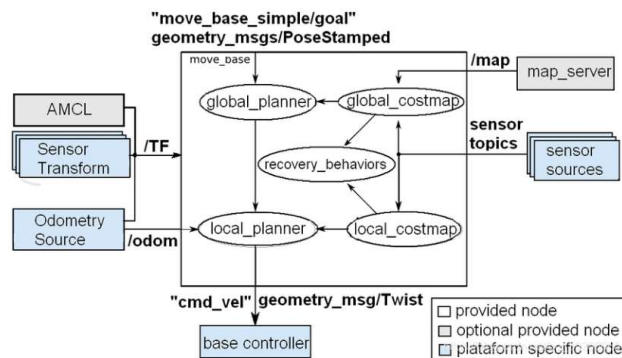 "move_base_simple/goal"
geometry_msgs/PoseStamped
move_base
/map
map_server
AMCL
global_planner
global_costmap
Sensor
Transform
/TF
sensor
topics
recovery_behaviors
sensor
sources
Odometry
Source
/odom
local_planner
local_costmap
"cmd_vel"
geometry_msg/Twist
base controller
provided node
optional provided node
plataform specific node